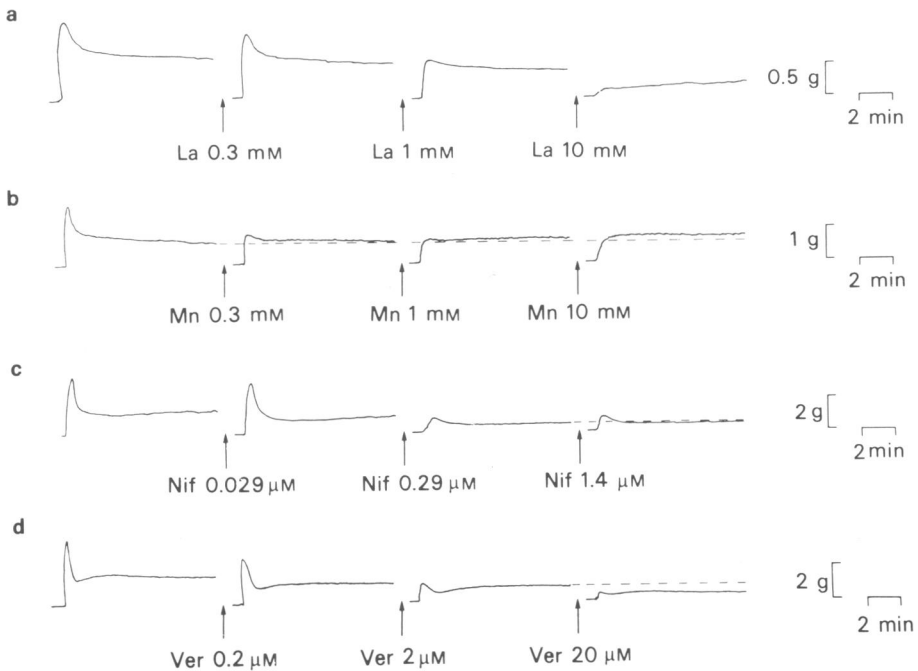 a
0.5 g
2 min
La 0.3 mM
La 1 mM
La 10 mM
b
1 g
2 min
Mn 0.3 mM
Mn 1 mM
Mn 10 mM
c
2 g
2 min
Nif 0.029 μM
Nif 0.29 μM
Nif 1.4 μM
d
2 g
2 min
Ver 0.2 μM
Ver 2 μM
Ver 20 μM